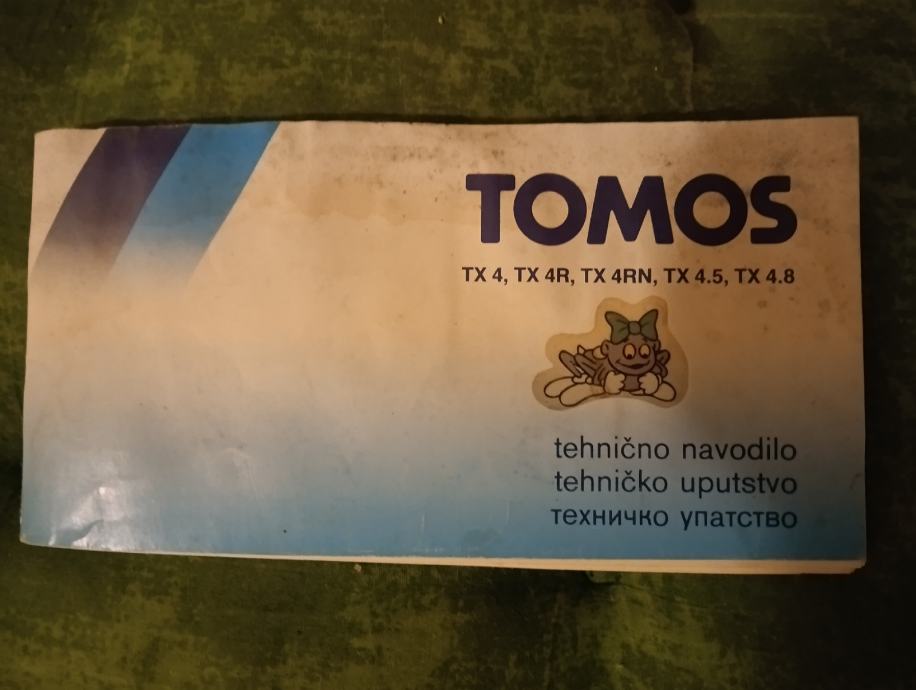 TOMOS
TX 4, TX 4R, TX 4RN, TX 4.5, TX 4.8
tehnično navodilo
tehničko uputstvo
техничко упатство